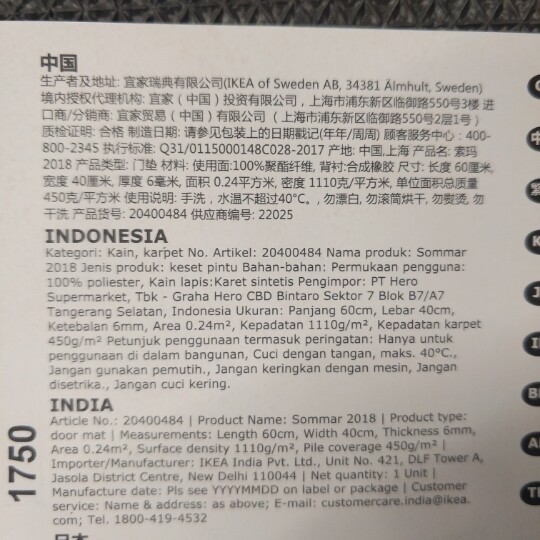 中国
生产者及地址: 宜家瑞典有限公司(IKEA of Sweden AB, 34381 Älmhult, Sweden)
境内授权代理机构: 宜家（中国）投资有限公司，上海市浦东新区临御路550号3楼 进
口商/分销商: 宜家贸易（中国）有限公司 （上海市浦东新区临御路550号2层1号）
质检证明: 合格 制造日期: 请参见包装上的日期戳记(年年/周周) 顾客服务中心：400-
800-2345 执行标准: Q31/0115000148C028-2017 产地: 中国,上海 产品名: 索玛
2018 产品类型: 门垫 材料: 使用面:100%聚酯纤维, 背衬:合成橡胶 尺寸: 长度 60厘米,
宽度 40厘米, 厚度 6毫米, 面积 0.24平方米, 密度 1110克/平方米, 单位面积总质量
450克/平方米 使用说明: 手洗，水温不超过40°C。, 勿漂白, 勿滚筒烘干, 勿熨烫, 勿
干洗 产品货号: 20400484 供应商编号: 22025
INDONESIA
Kategori: Kain, karpet No. Artikel: 20400484 Nama produk: Sommar
2018 Jenis produk: keset pintu Bahan-bahan: Permukaan pengguna:
100% poliester, Kain lapis:Karet sintetis Pengimpor: PT Hero
Supermarket, Tbk - Graha Hero CBD Bintaro Sektor 7 Blok B7/A7
Tangerang Selatan, Indonesia Ukuran: Panjang 60cm, Lebar 40cm,
Ketebalan 6mm, Area 0.24m², Kepadatan 1110g/m², Kepadatan karpet
450g/m² Petunjuk penggunaan termasuk peringatan: Hanya untuk
penggunaan di dalam bangunan, Cuci dengan tangan, maks. 40°C.,
Jangan gunakan pemutih., Jangan keringkan dengan mesin, Jangan
disetrika., Jangan cuci kering.
INDIA
Article No.: 20400484 | Product Name: Sommar 2018 | Product type:
door mat | Measurements: Length 60cm, Width 40cm, Thickness 6mm,
Area 0.24m², Surface density 1110g/m², Pile coverage 450g/m² |
Importer/Manufacturer: IKEA India Pvt. Ltd., Unit No. 421, DLF Tower A,
Jasola District Centre, New Delhi 110044 | Net quantity: 1 Unit |
Manufacture date: Pls see YYYYMMDD on label or package | Customer
service: Name & address: as above; E-mail: customercare.india@ikea.
com; Tel. 1800-419-4532
1750